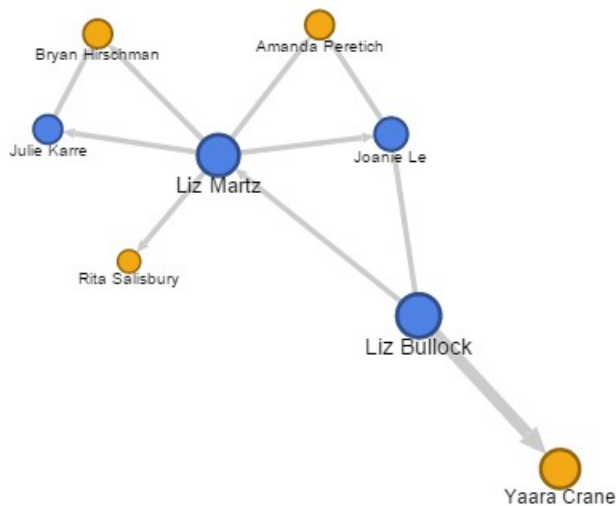 Amanda Peretich
Bryan Hirschman
Julie Karre
Joanie Le
Liz Martz
Rita Salisbury
Liz Bullock
Yaara Crane